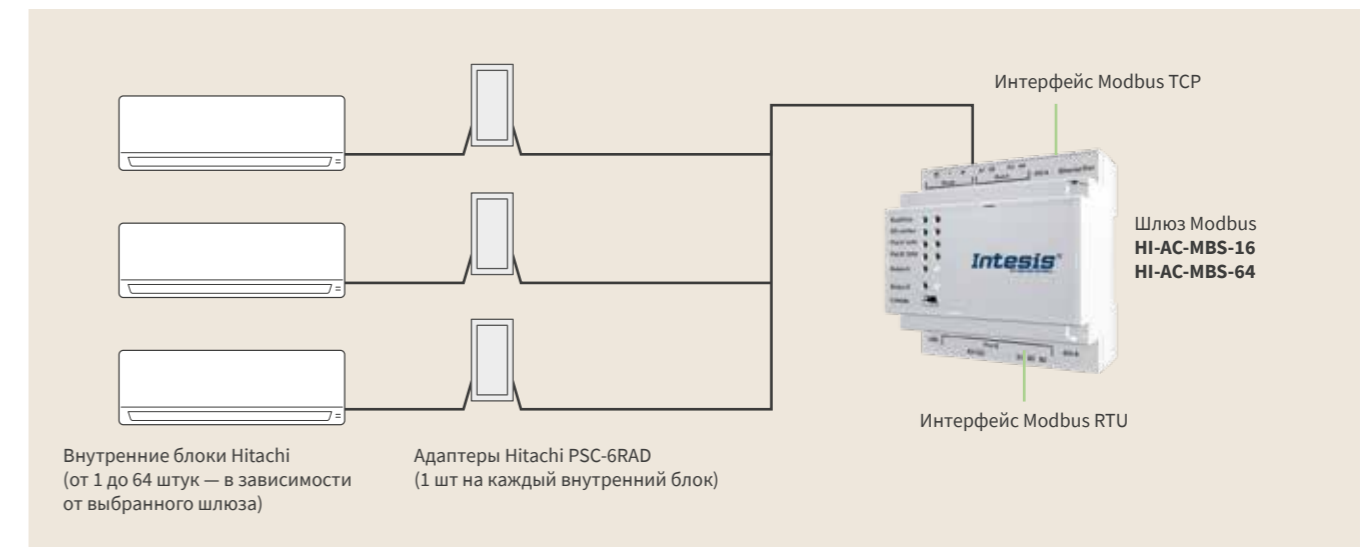 Интерфейс Modbus TCP
Шлюз Modbus
HI-AC-MBS-16
HI-AC-MBS-64
Intesis
Интерфейс Modbus RTU
Внутренние блоки Hitachi
(от 1 до 64 штук — в зависимости
от выбранного шлюза)
Адаптеры Hitachi PSC-6RAD
(1 шт на каждый внутренний блок)